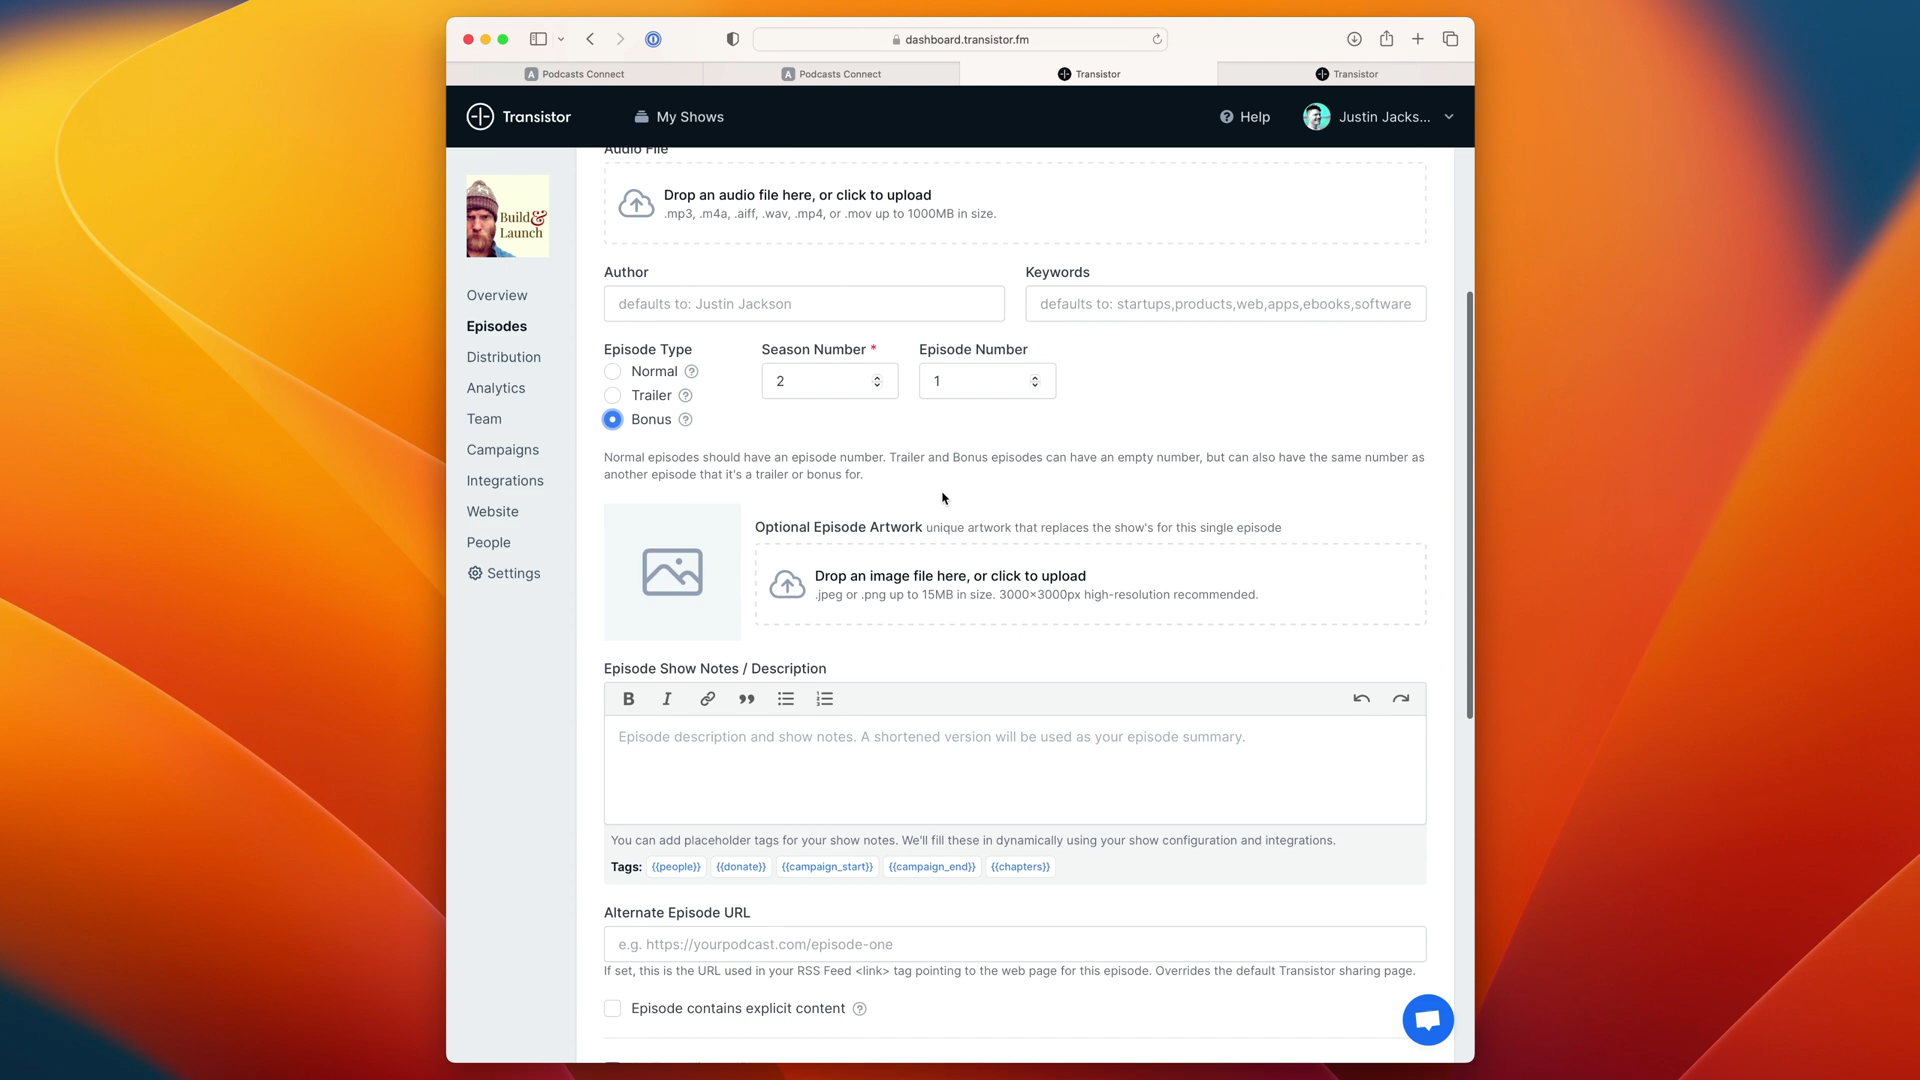 dashboard.transistor.fm
Podcasts Connect
Podcasts Connect
Transistor
Transistor
Transistor
My Shows
Help
Justin Jacks...
Build&
Launch
Overview
Episodes
Distribution
Analytics
Team
Campaigns
Integrations
Website
People
Settings
Audio File
Drop an audio file here, or click to upload
.mp3, .m4a, .aiff, .wav, .mp4, or .mov up to 1000MB in size.
Author
Keywords
defaults to: Justin Jackson
defaults to: startups,products,web,apps,ebooks,software
Episode Type
Season Number *
Episode Number
Normal
2
1
Trailer
Bonus
Normal episodes should have an episode number. Trailer and Bonus episodes can have an empty number, but can also have the same number as
another episode that it's a trailer or bonus for.
Optional Episode Artwork unique artwork that replaces the show's for this single episode
Drop an image file here, or click to upload
.jpeg or .png up to 15MB in size. 3000×3000px high-resolution recommended.
Episode Show Notes / Description
Episode description and show notes. A shortened version will be used as your episode summary.
You can add placeholder tags for your show notes. We'll fill these in dynamically using your show configuration and integrations.
Tags: {{people}} {{donate}} {{campaign_start}} {{campaign_end}} {{chapters}}
Alternate Episode URL
e.g. https://yourpodcast.com/episode-one
If set, this is the URL used in your RSS Feed <link> tag pointing to the web page for this episode. Overrides the default Transistor sharing page.
Episode contains explicit content